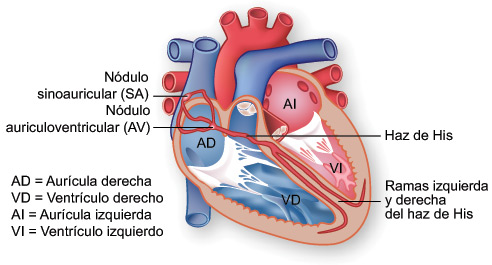 Nódulo
sinoauricular (SA)
Nódulo
auriculoventricular (AV)
AI
AD
Haz de His
VI
VD
Ramas izquierda
y derecha
del haz de His
AD = Aurícula derecha
VD = Ventrículo derecho
AI = Aurícula izquierda
VI = Ventrículo izquierdo